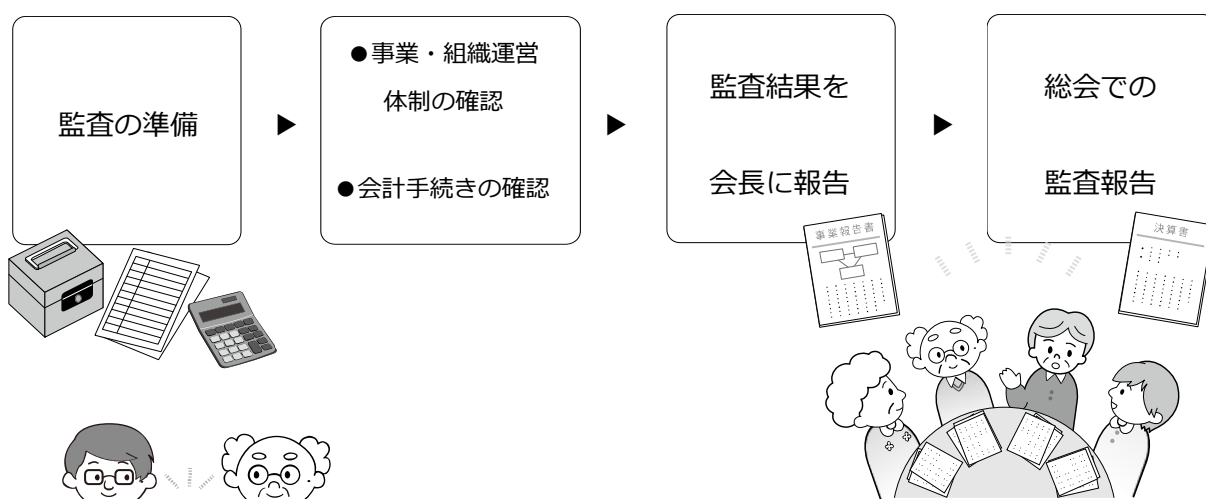 監査の準備
▶
●事業・組織運営
体制の確認
●会計手続きの確認
▶
監査結果を
会長に報告
▶
総会での
監査報告
事業報告書
決算書